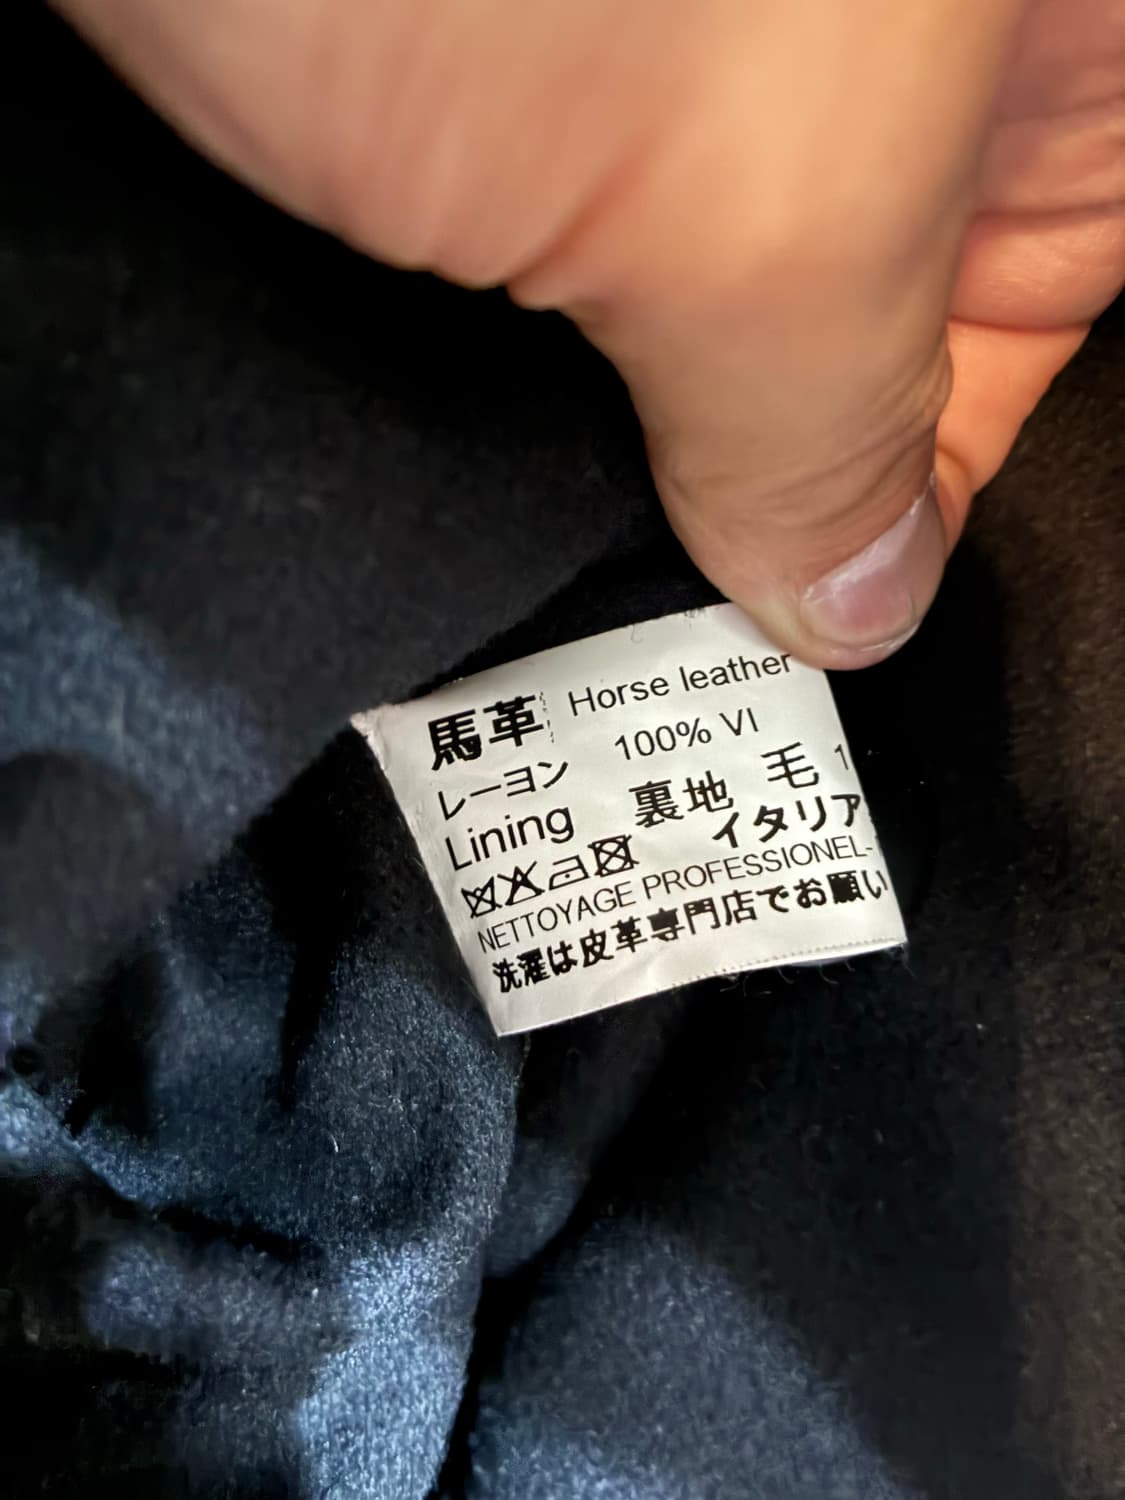 馬革 Horse leather
レーヨン 100% VI
Lining 裏地 毛 1
イタリア
NETTOYAGE PROFESSIONEL-
洗濯は皮革専門店でお願い